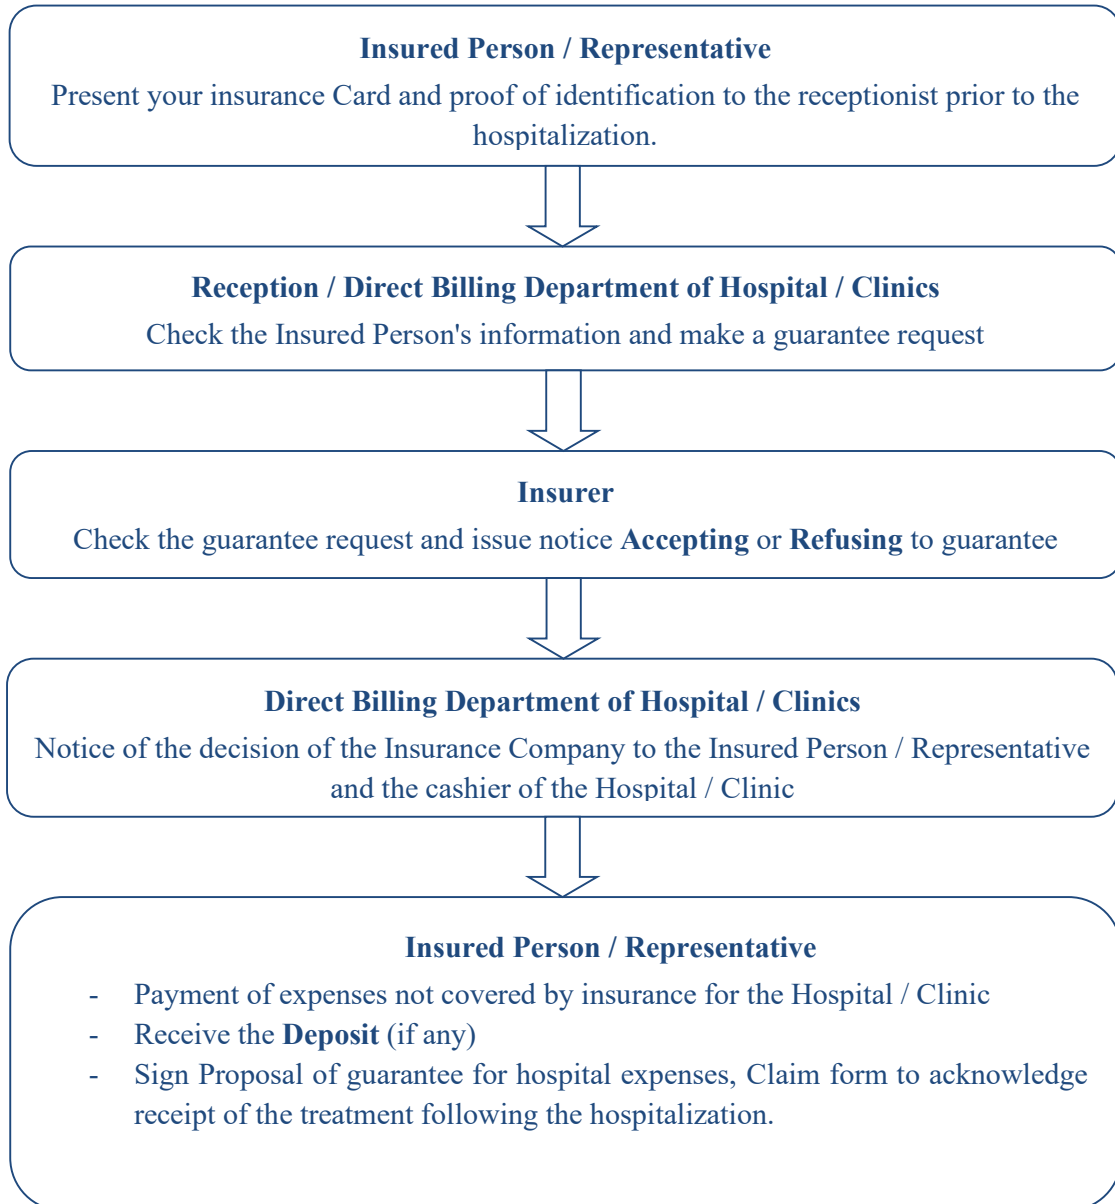 Insured Person / Representative
Present your insurance Card and proof of identification to the receptionist prior to the
hospitalization.
Reception / Direct Billing Department of Hospital / Clinics
Check the Insured Person's information and make a guarantee request
Insurer
Check the guarantee request and issue notice Accepting or Refusing to guarantee
Direct Billing Department of Hospital / Clinics
Notice of the decision of the Insurance Company to the Insured Person / Representative
and the cashier of the Hospital / Clinic
Insured Person / Representative
- Payment of expenses not covered by insurance for the Hospital / Clinic
- Receive the Deposit (if any)
- Sign Proposal of guarantee for hospital expenses, Claim form to acknowledge
receipt of the treatment following the hospitalization.